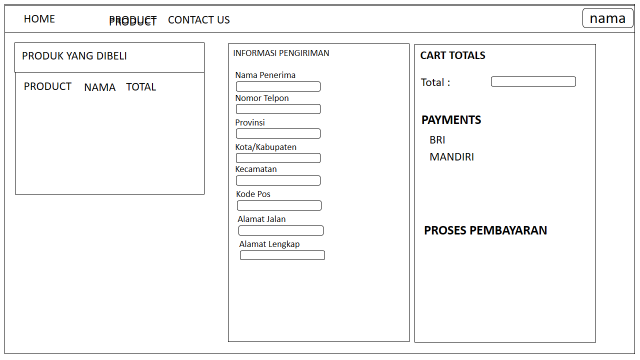 HOME PRODUCT PRODUCT CONTACT US nama
PRODUK YANG DIBELI
PRODUCT NAMA TOTAL
INFORMASI PENGIRIMAN
Nama Penerima
Nomor Telpon
Provinsi
Kota/Kabupaten
Kecamatan
Kode Pos
Alamat Jalan
Alamat Lengkap
CART TOTALS
Total :
PAYMENTS
BRI
MANDIRI
PROSES PEMBAYARAN